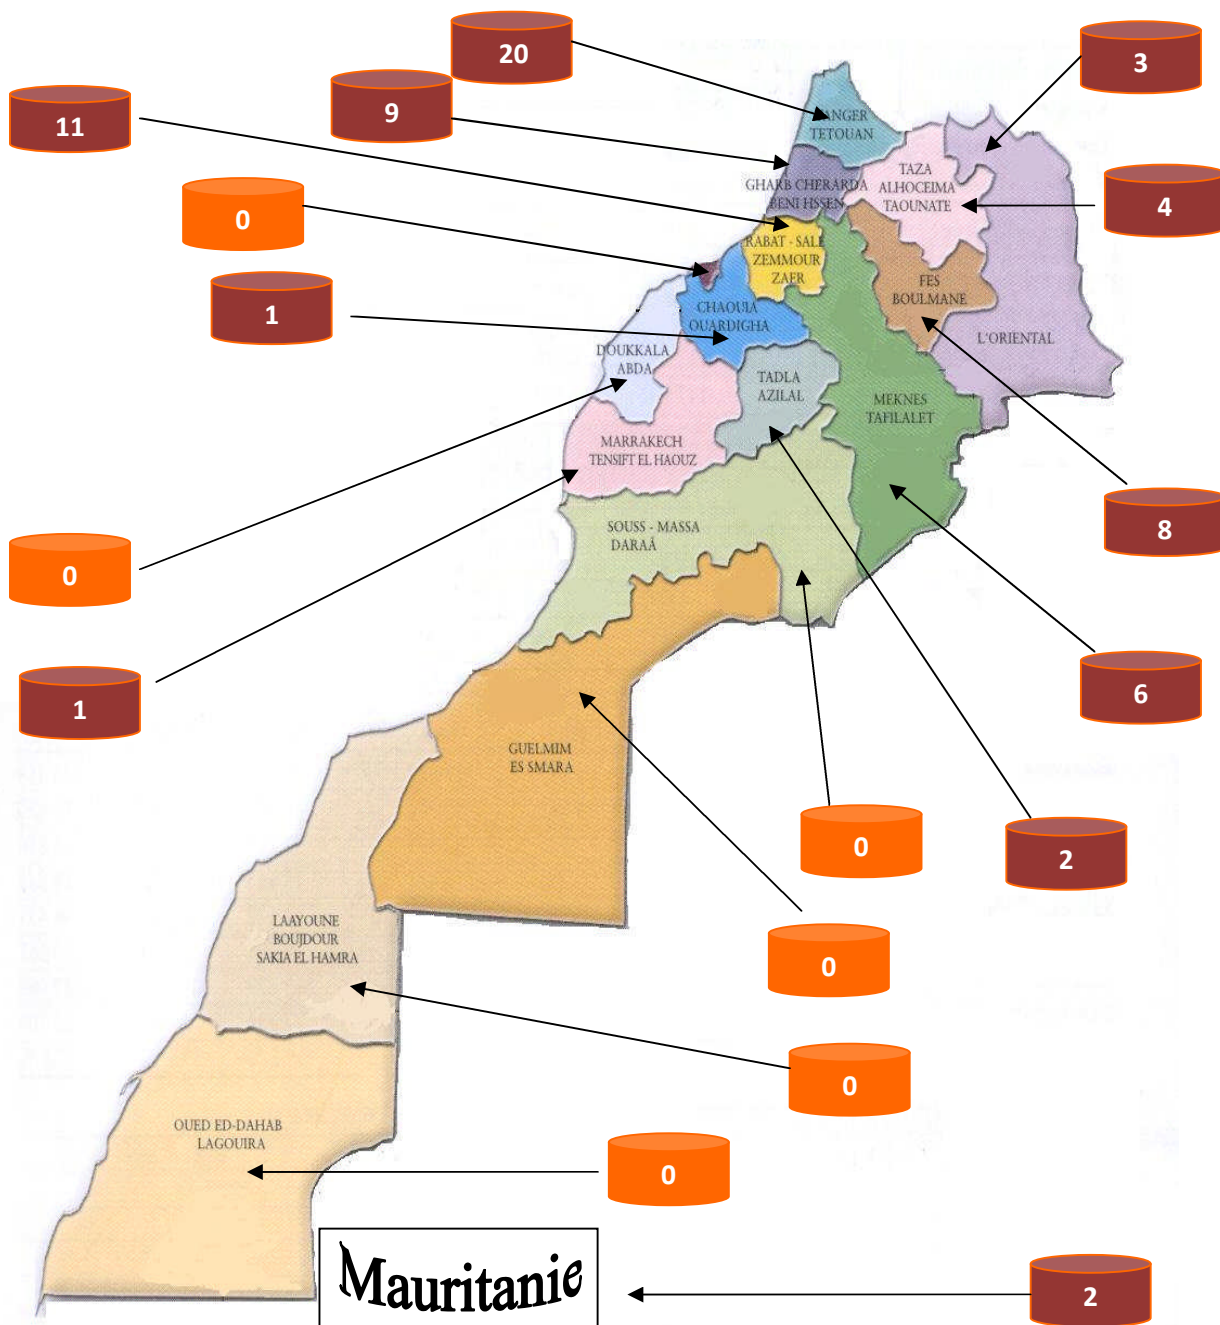 20
3
9
11
TANGER
TETOUAN
TAZA
ALHOCEIMA
TAOUNATE
GHARB CHERARDA
BENI HSSEN
4
0
RABAT - SALE
ZEMMOUR
ZAER
FES
BOULMANE
1
CHAOUIA
OUARDIGHA
L'ORIENTAL
DOUKKALA
ABDA
TADLA
AZILAL
MEKNES
TAFILALET
MARRAKECH
TENSIFT EL HAOUZ
8
SOUSS - MASSA
DARAÁ
0
6
1
GUELMIM
ES SMARA
0
2
LAAYOUNE
BOUJDOUR
SAKIA EL HAMRA
0
0
OUED ED-DAHAB
LAGOUIRA
0
Mauritanie
2